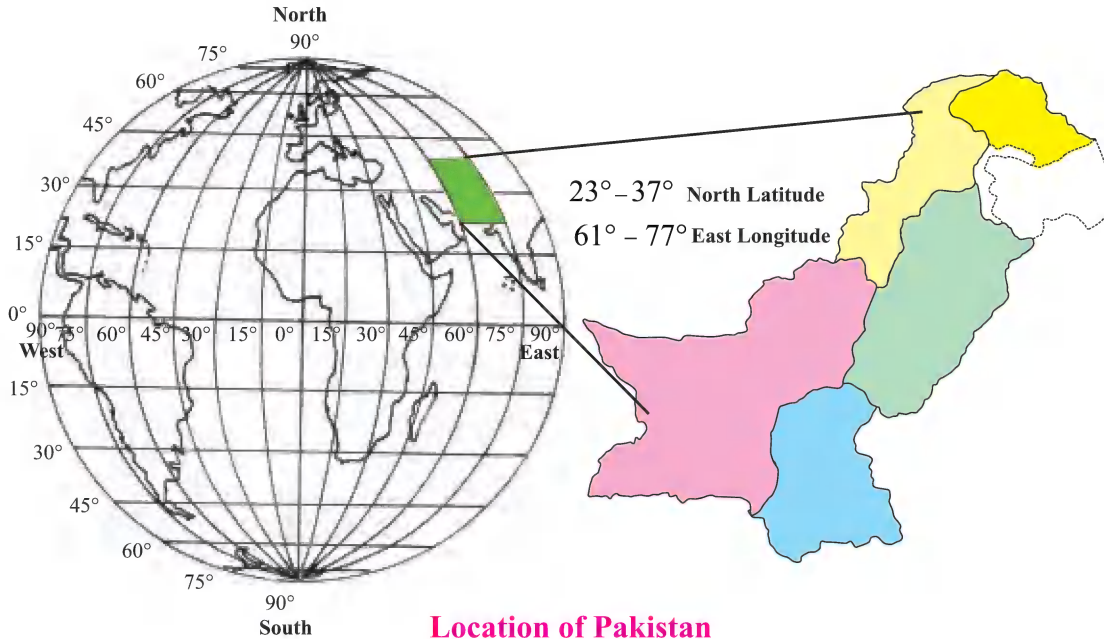 North
90°
75°
60°
45°
30°
15°
0°
90° 75° 60° 45° 30° 15° 0° 15° 30° 45° 60° 75° 90°
West
East
15°
30°
45°
60°
75°
90°
South
23° – 37° North Latitude
61° – 77° East Longitude
Location of Pakistan